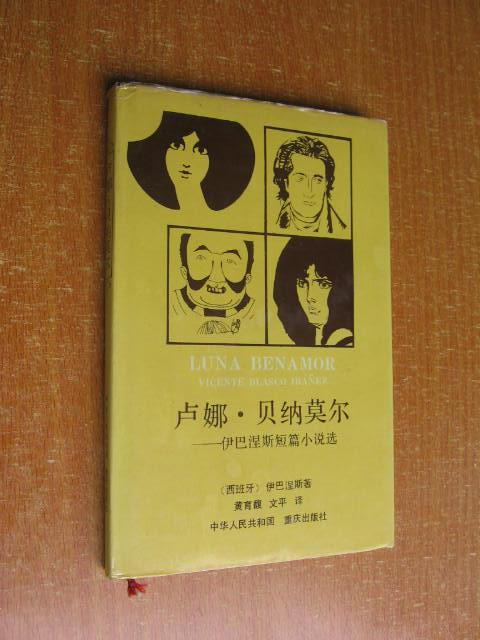 LUNA BENAMOR
VICENTE BLASCO IBAÑEZ
卢娜·贝纳莫尔
——伊巴涅斯短篇小说选
〔西班牙〕伊巴涅斯著
黄育馥 文平 译
中华人民共和国 重庆出版社